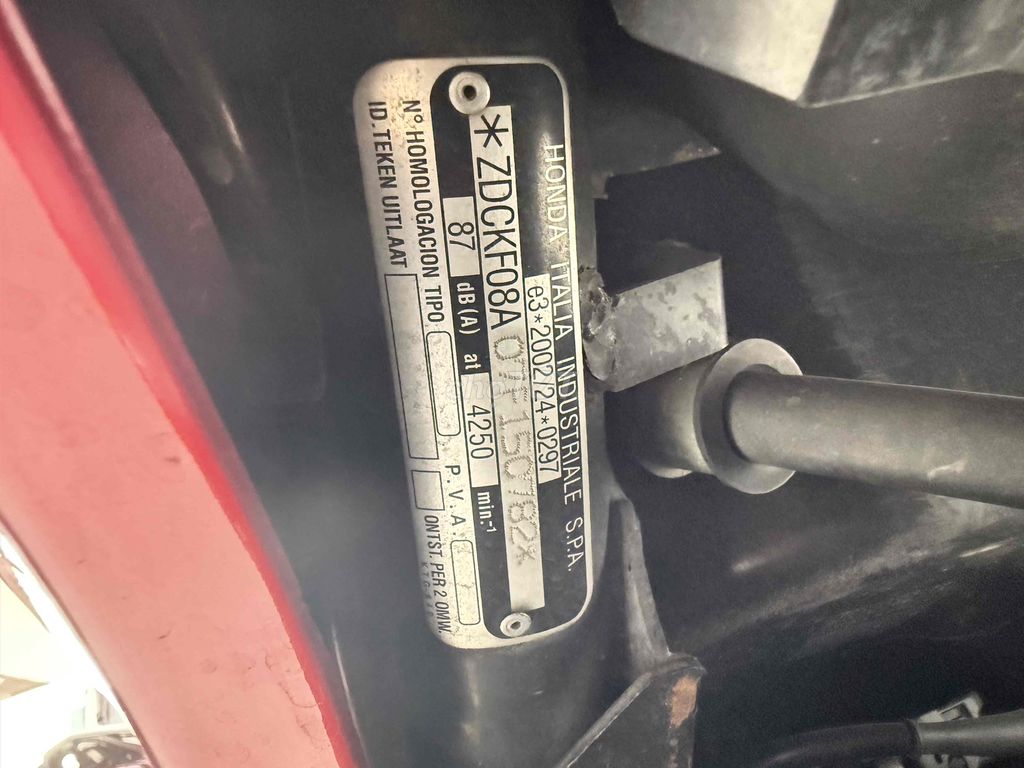 HONDA ITALIA INDUSTRIALE S.P.A.
e3*2002/24*0297
*ZDCKF08A0
87 dB(A) at 4250 min.-1
Nº HOMOLOGACION TIPO P.V.A.
ID.TEKEN UITLAAT ONTST. PER 2 OMW.